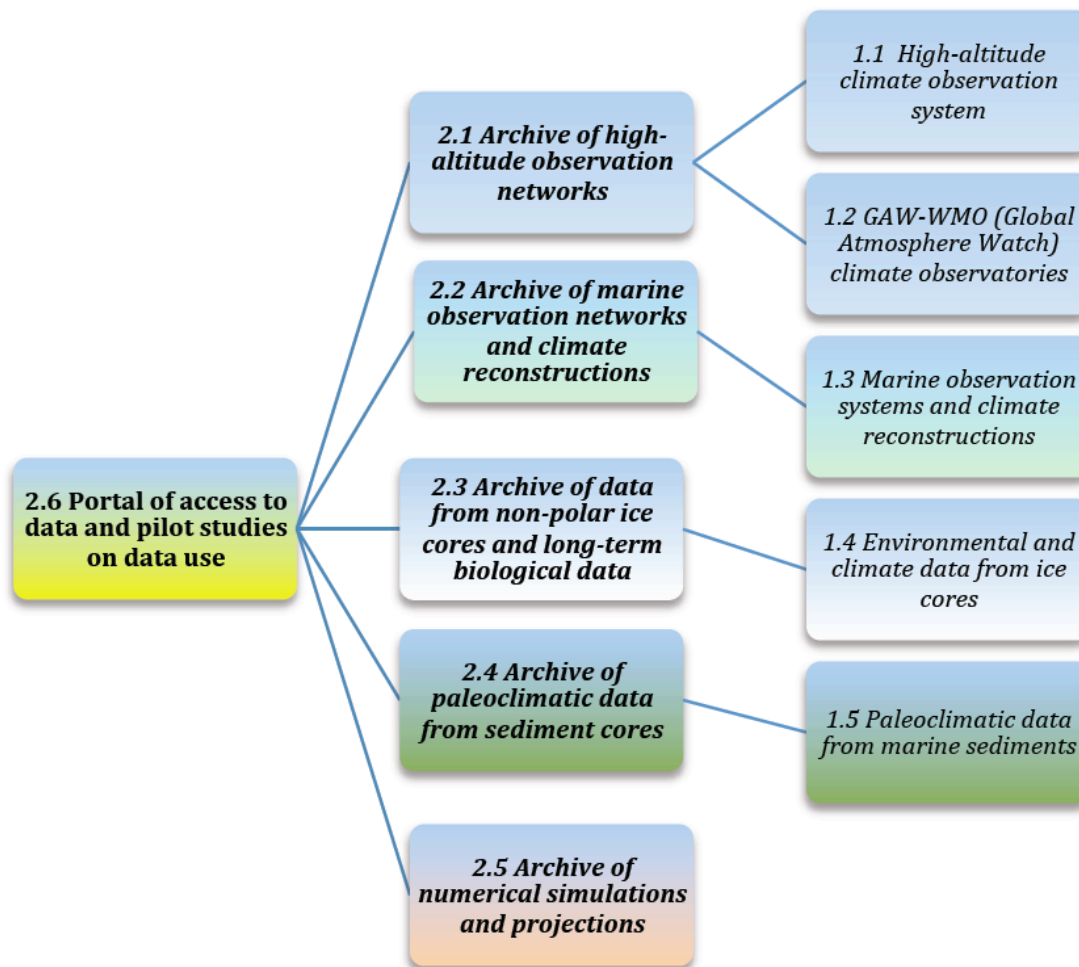 2.6 Portal of access to
data and pilot studies
on data use
2.1 Archive of high-
altitude observation
networks
2.2 Archive of marine
observation networks
and climate
reconstructions
2.3 Archive of data
from non-polar ice
cores and long-term
biological data
2.4 Archive of
paleoclimatic data
from sediment cores
2.5 Archive of
numerical simulations
and projections
1.1 High-altitude
climate observation
system
1.2 GAW-WMO (Global
Atmosphere Watch)
climate observatories
1.3 Marine observation
systems and climate
reconstructions
1.4 Environmental and
climate data from ice
cores
1.5 Paleoclimatic data
from marine sediments